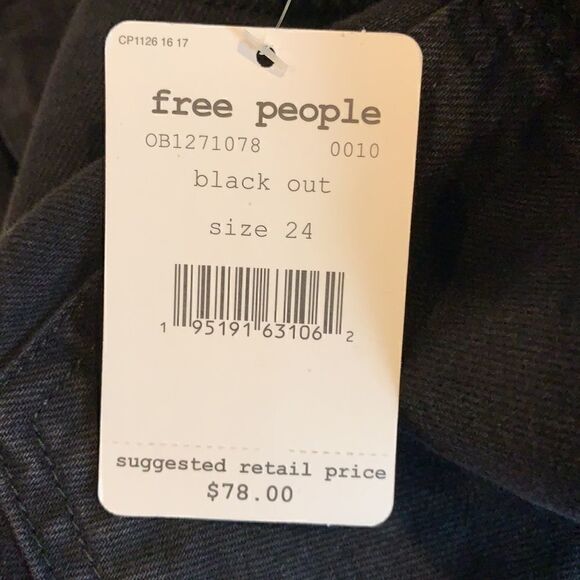 CP1126 16 17
free people
OB1271078 0010
black out
size 24
1 95191 63106 2
suggested retail price
$78.00